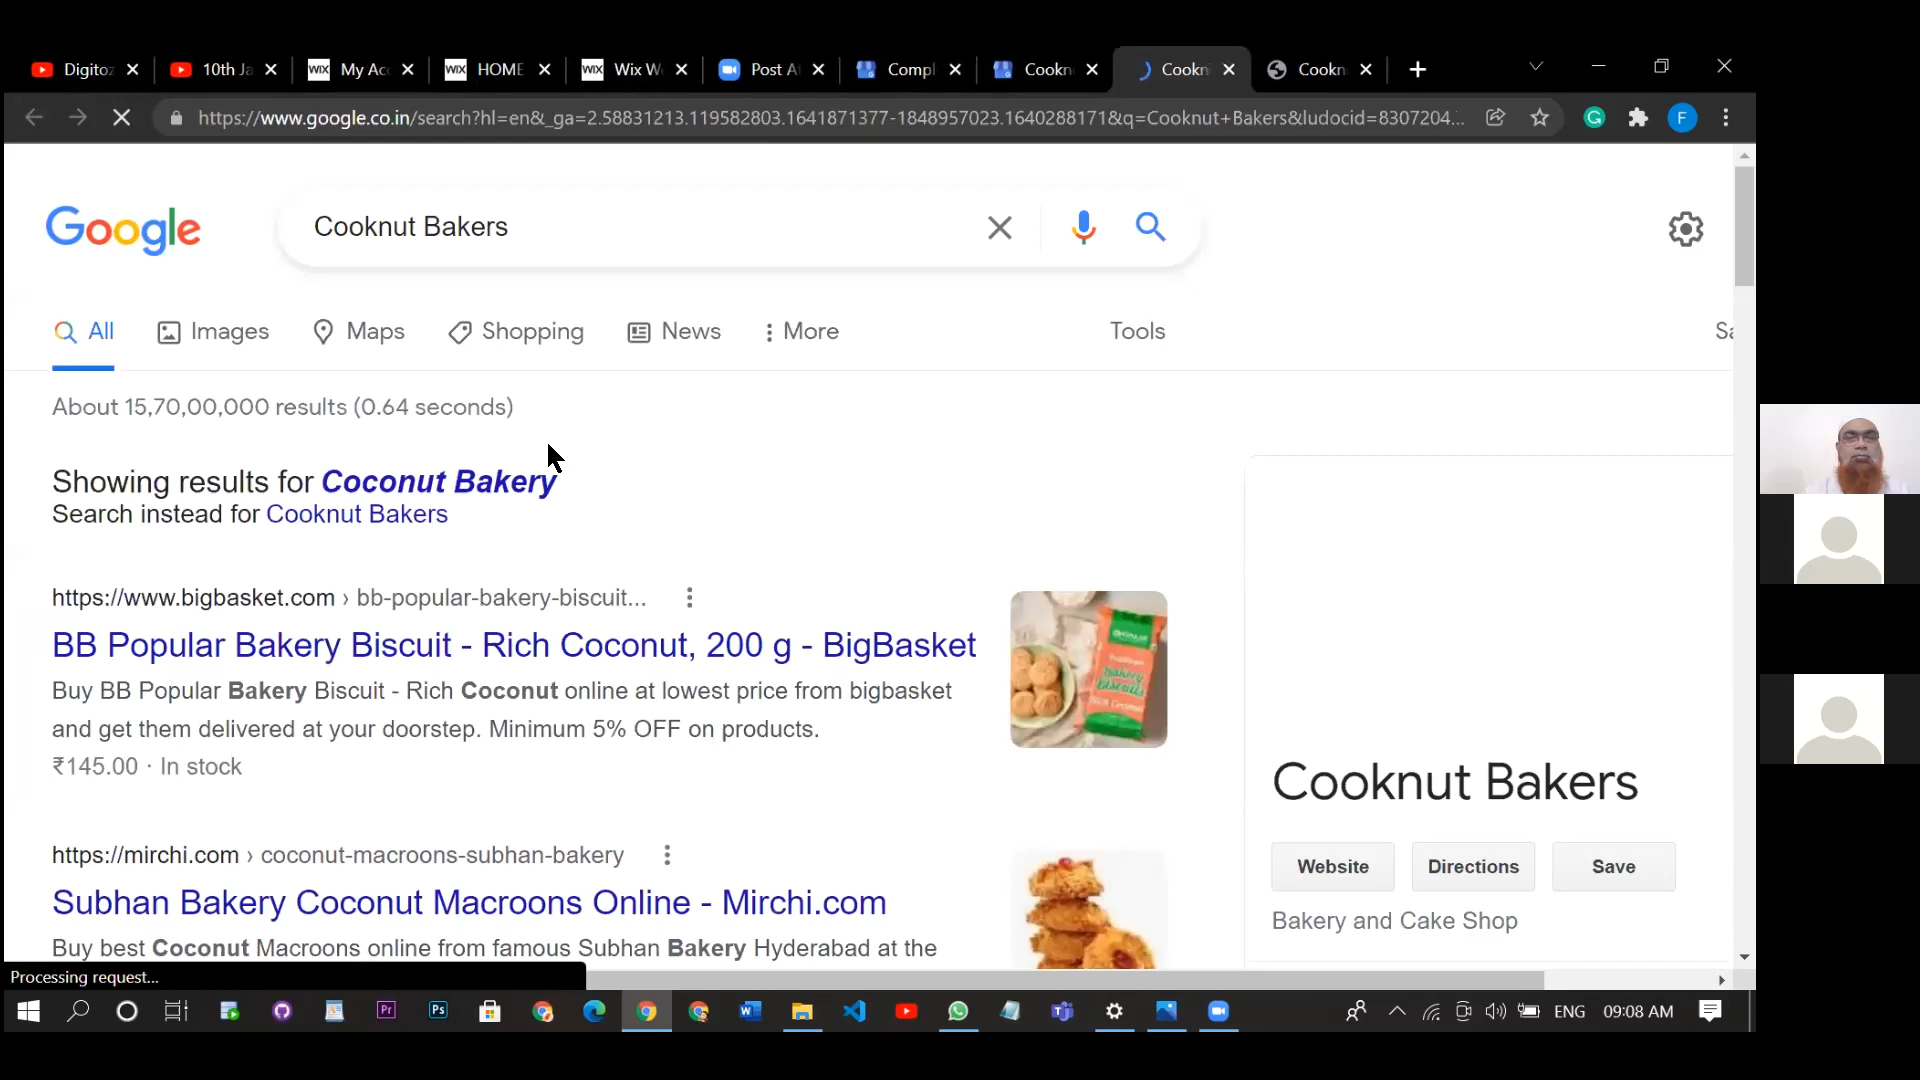 Digitoz
10th Ja
WIX My Acc
WIX HOME
WIX Wix W
Post A
Compl
Cookn
Cookn
Cookn
https://www.google.co.in/search?hl=en&_ga=2.58831213.119582803.1641871377-1848957023.1640288171&q=Cooknut+Bakers&ludocid=8307204...
G
F
Google
Cooknut Bakers
All
Images
Maps
Shopping
News
More
Tools
About 15,70,00,000 results (0.64 seconds)
Showing results for Coconut Bakery
Search instead for Cooknut Bakers
https://www.bigbasket.com › bb-popular-bakery-biscuit...
BB Popular Bakery Biscuit - Rich Coconut, 200 g - BigBasket
Buy BB Popular Bakery Biscuit - Rich Coconut online at lowest price from bigbasket
and get them delivered at your doorstep. Minimum 5% OFF on products.
₹145.00 · In stock
https://mirchi.com › coconut-macroons-subhan-bakery
Subhan Bakery Coconut Macroons Online - Mirchi.com
Buy best Coconut Macroons online from famous Subhan Bakery Hyderabad at the
Cooknut Bakers
Website
Directions
Save
Bakery and Cake Shop
Processing request...
Pr
Ps
ENG
09:08 AM